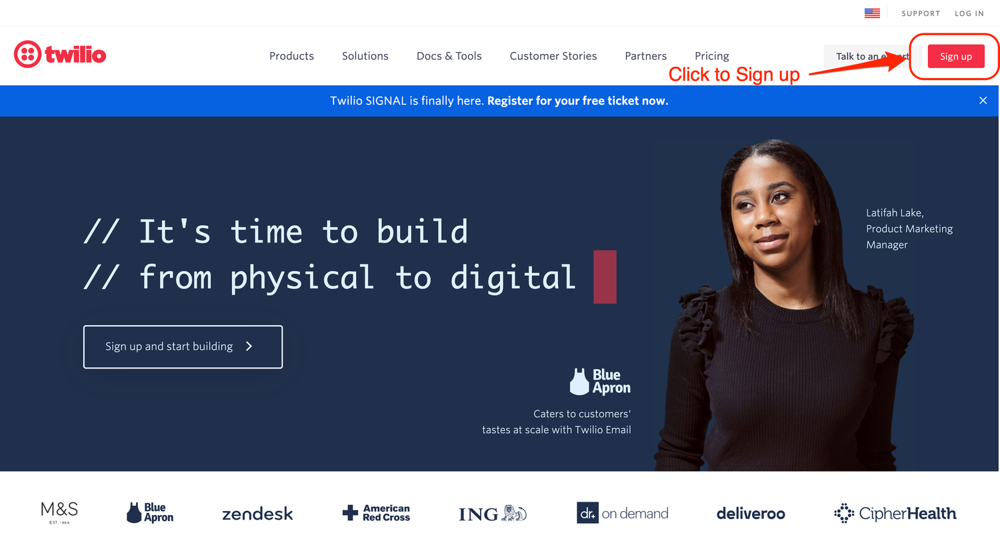 SUPPORT LOG IN
twilio Products Solutions Docs & Tools Customer Stories Partners Pricing Talk to an Sign up
Click to Sign up
Twilio SIGNAL is finally here. Register for your free ticket now.
// It's time to build
// from physical to digital
Sign up and start building
Latifah Lake,
Product Marketing
Manager
Blue
Apron
Caters to customers'
tastes at scale with Twilio Email
M&S
EST. 1884
Blue
Apron
zendesk
American
Red Cross
ING
dr+ on demand
deliveroo
CipherHealth